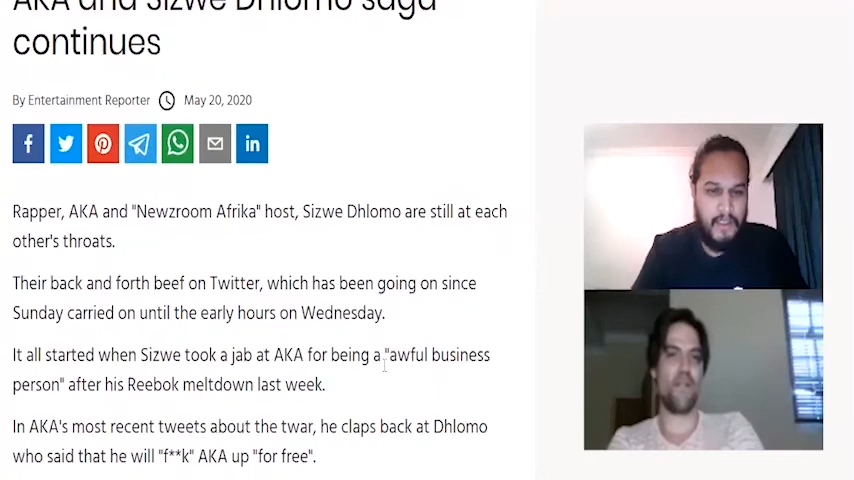 AKA and Sizwe Dhlomo saga
continues
By Entertainment Reporter May 20, 2020
Rapper, AKA and "Newzroom Afrika" host, Sizwe Dhlomo are still at each
other's throats.
Their back and forth beef on Twitter, which has been going on since
Sunday carried on until the early hours on Wednesday.
It all started when Sizwe took a jab at AKA for being a "awful business
person" after his Reebok meltdown last week.
In AKA's most recent tweets about the twar, he claps back at Dhlomo
who said that he will "f**k" AKA up "for free".